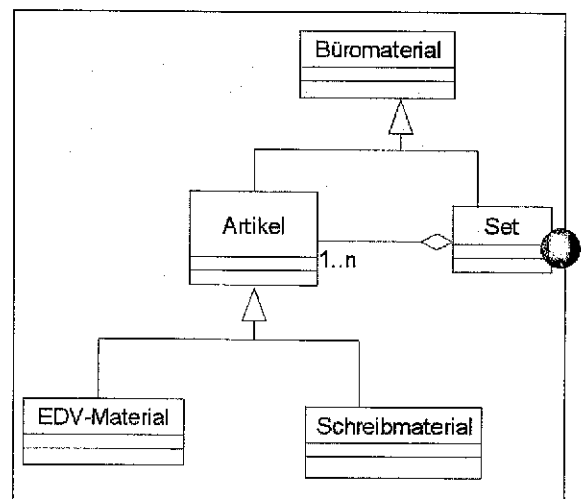 Büromaterial
Artikel
Set
1..n
EDV-Material
Schreibmaterial